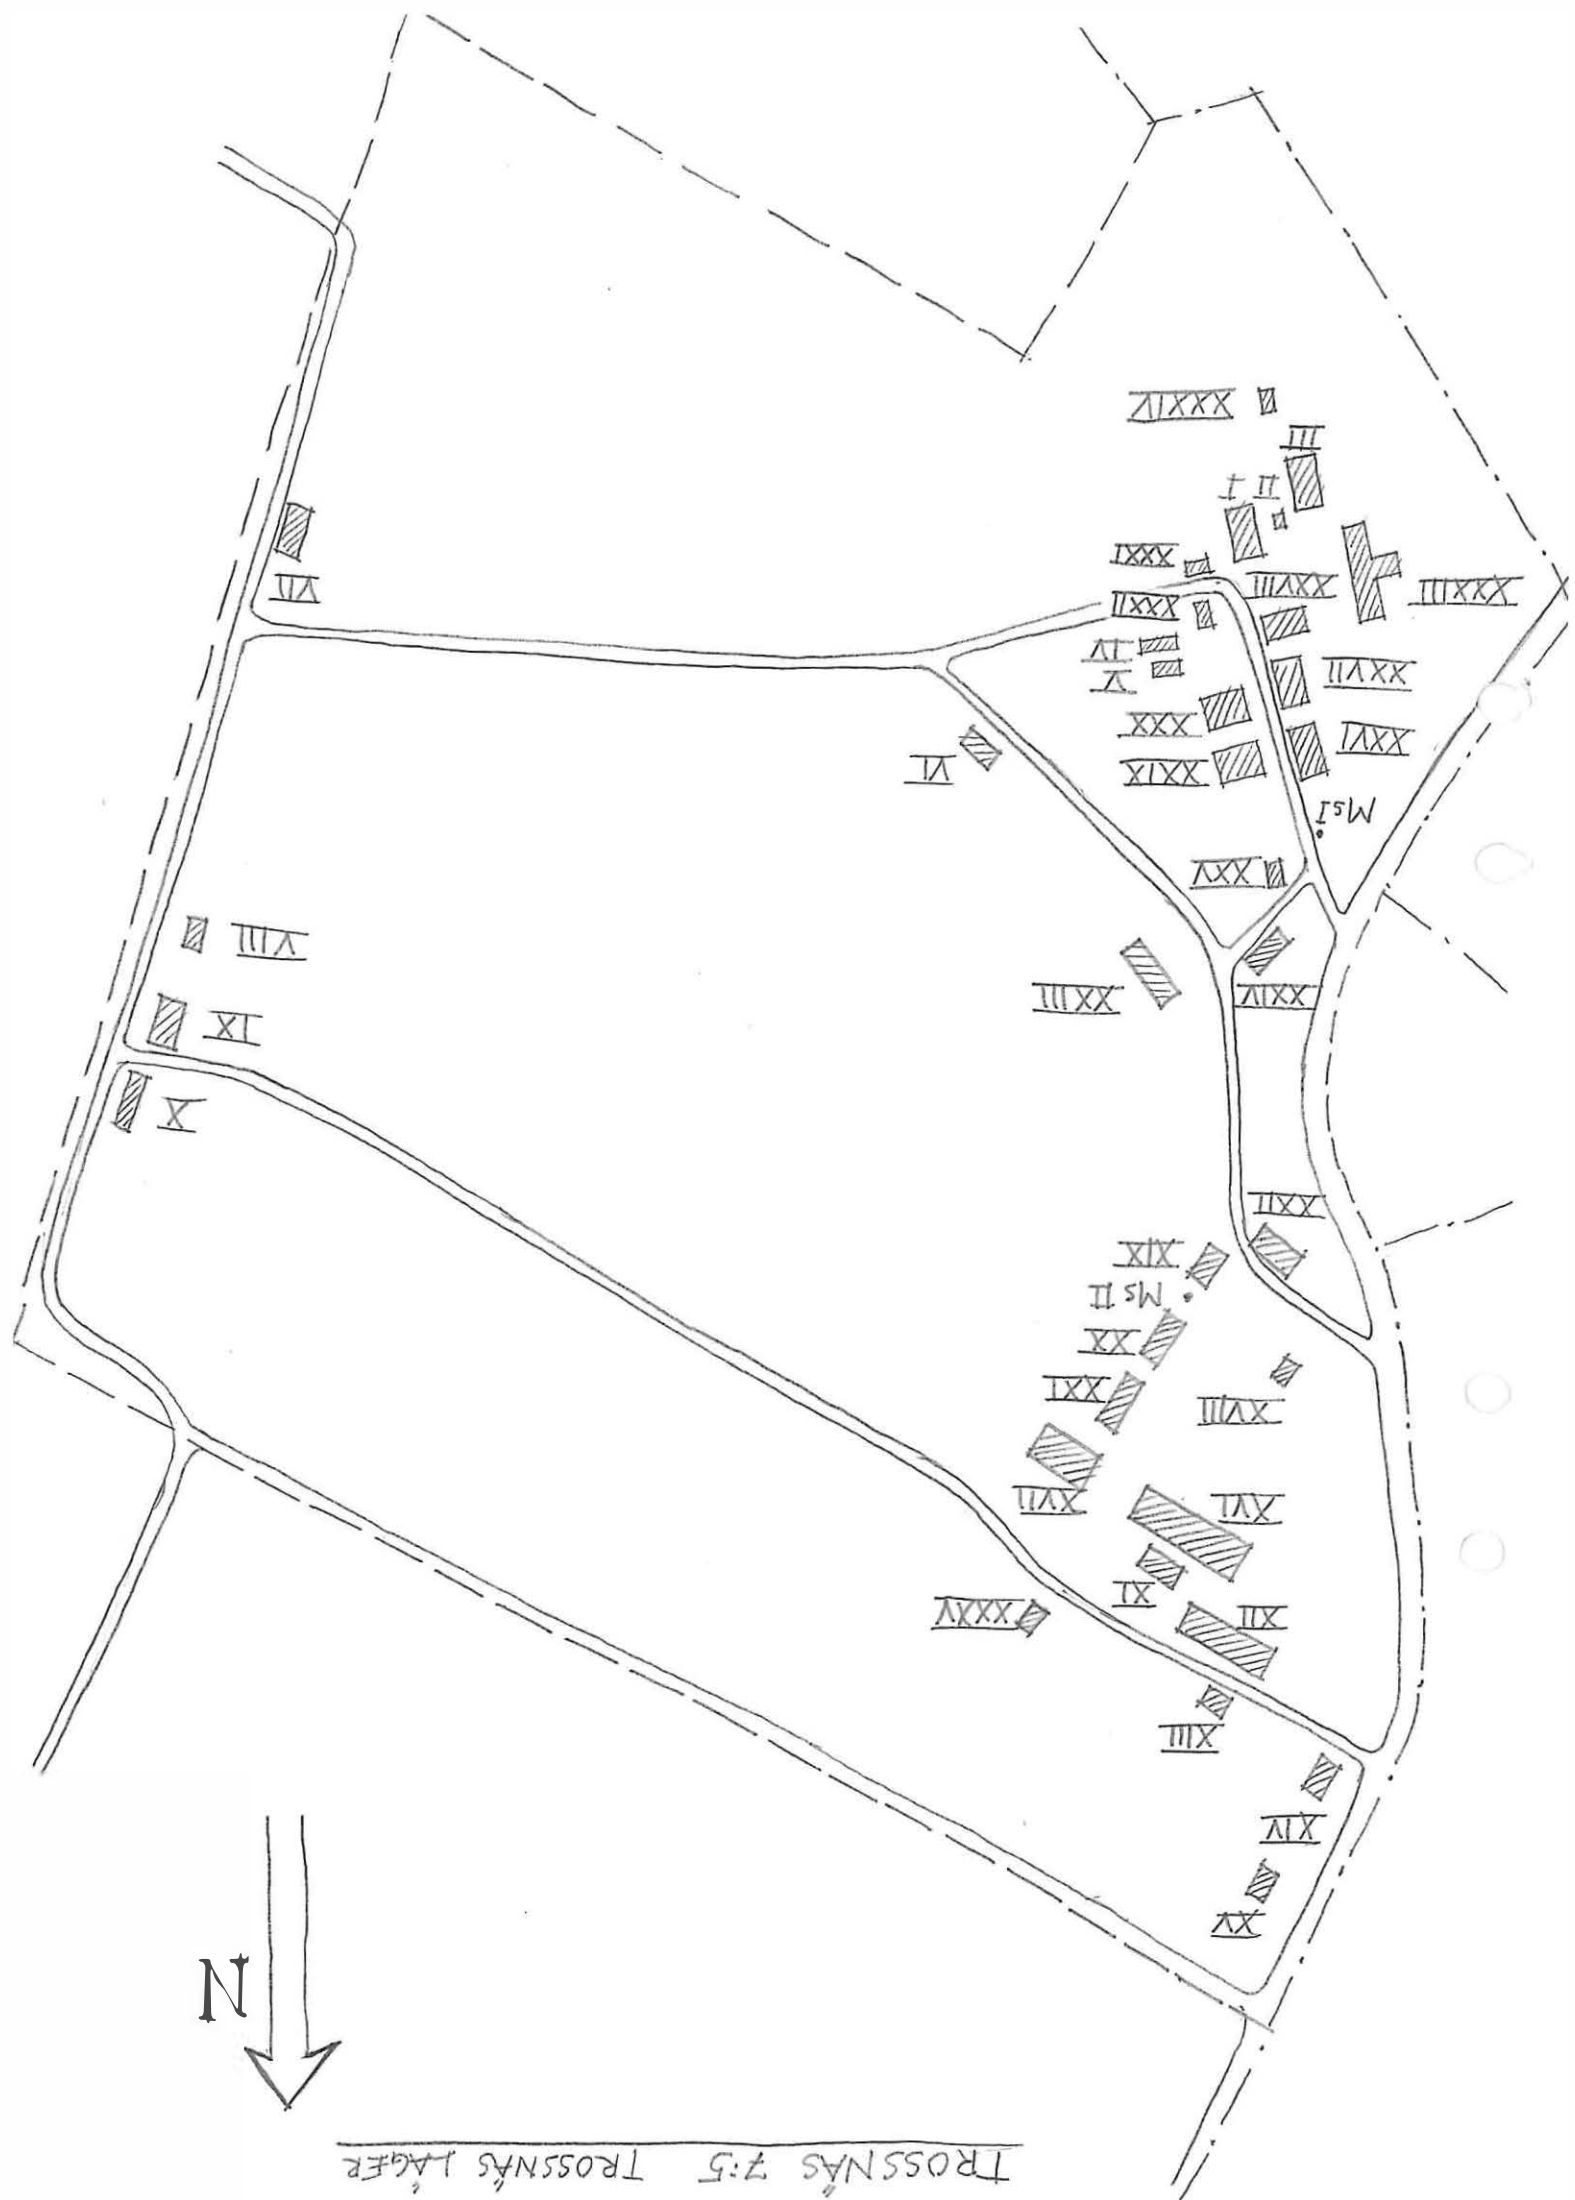 TROSSNÄS 7:5 TROSSNÄS LÄGER
N
XV
XIV
XIII
XII
XXXV
XI
XVI
XVII
XVIII
XXI
XX
Ms II
XIX
XXII
X
IX
XXIV
XXIII
VIII
XXV
Ms I
XXIX
VI
XXVI
XXX
V
XXVII
IV
XXXII
XXXIII
XXVIII
VII
XXXI
II I
III
XXXIV